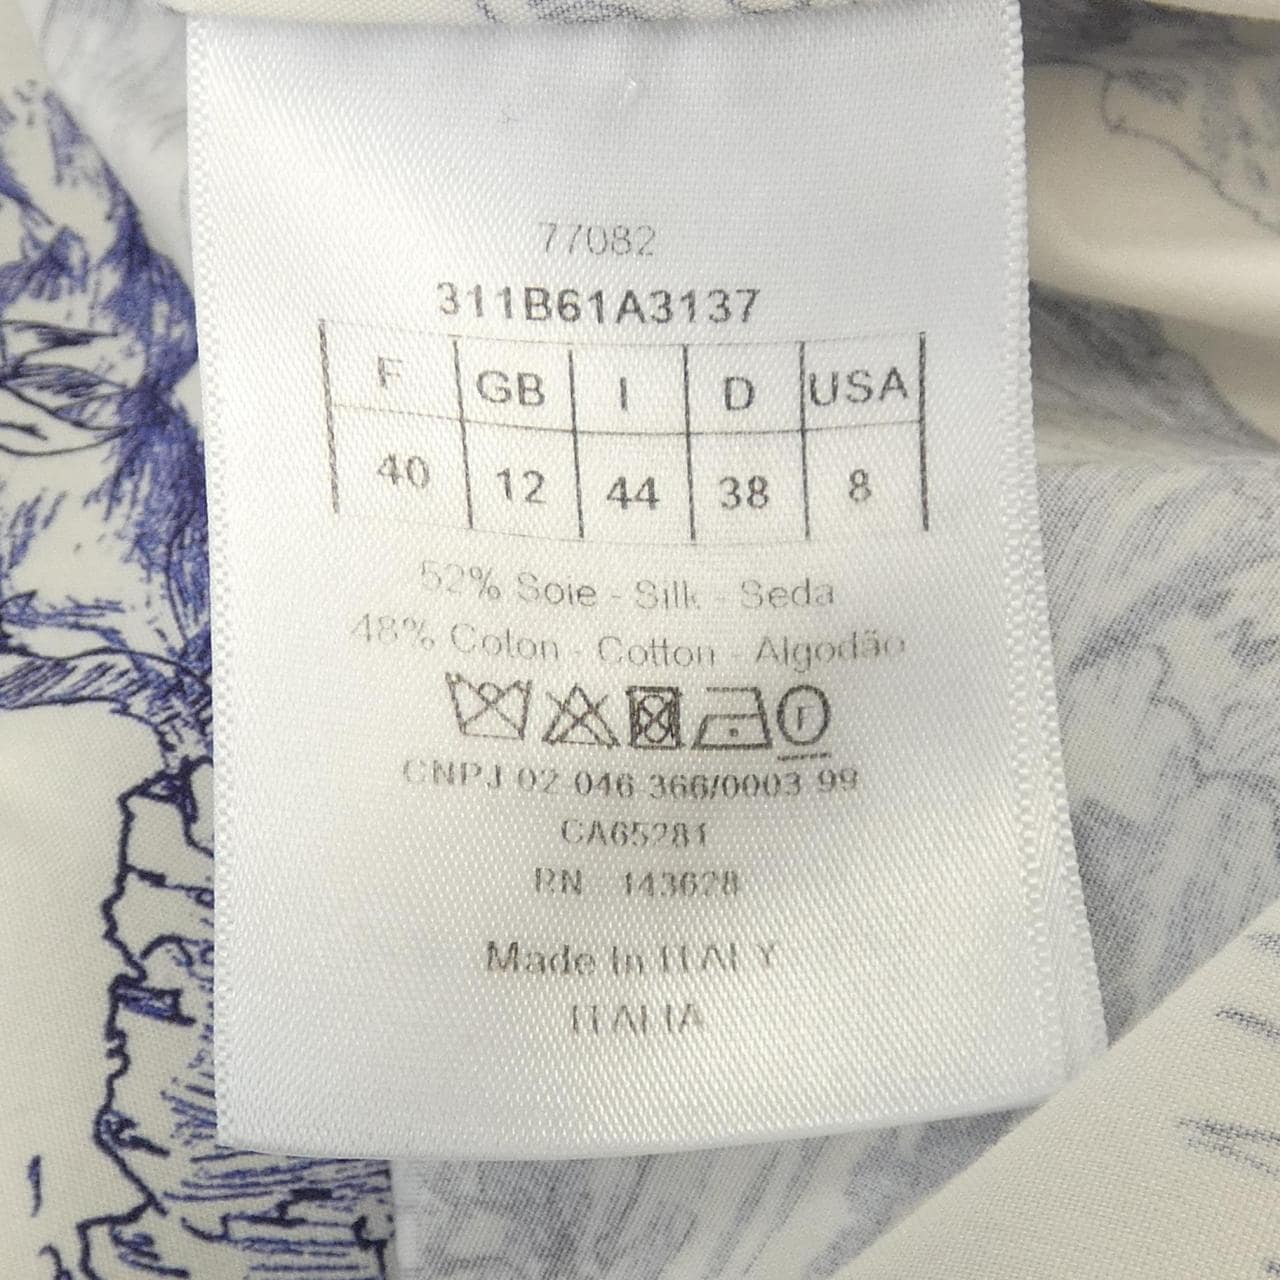 77082
311B61A3137
F GB I D USA
40 12 44 38 8
52% Soie - Silk - Seda
48% Coton - Cotton - Algodão
CNPJ 02 046 366/0003 99
CA65281
RN 143628
Made In ITALY
ITALIA